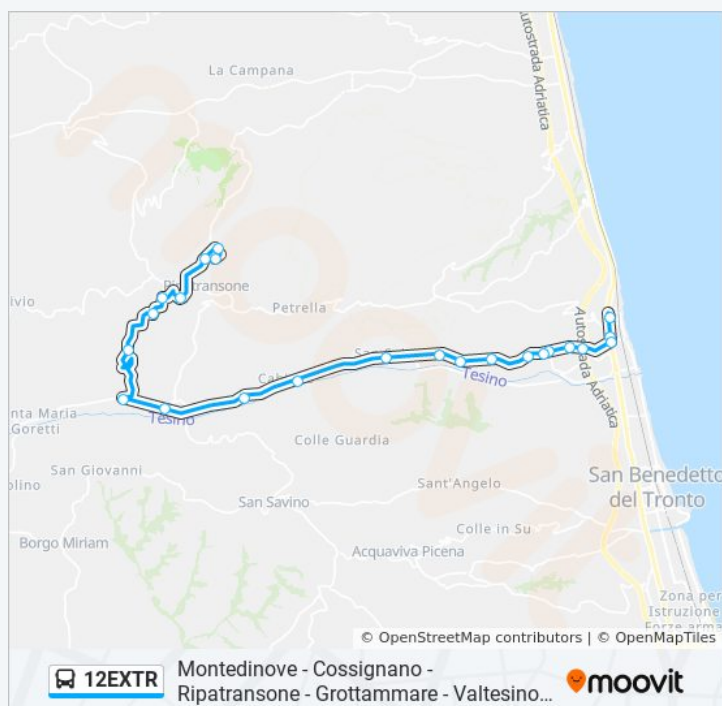 Autostrada Adriatica
La Campana
Ripatransone
ivio
Petrella
Autostrada Adriatica
Tesino
anta Maria
Goretti
Tesino
Colle Guardia
San Giovanni
olino
Sant'Angelo
San Benedetto
del Tronto
San Savino
Colle in Su
Borgo Miriam
Acquaviva Picena
Zona per
Istruzione
Forze arma
© OpenStreetMap contributors | © OpenMapTiles
12EXTR
Montedinove - Cossignano -
Ripatransone - Grottammare - Valtesino…
moovit